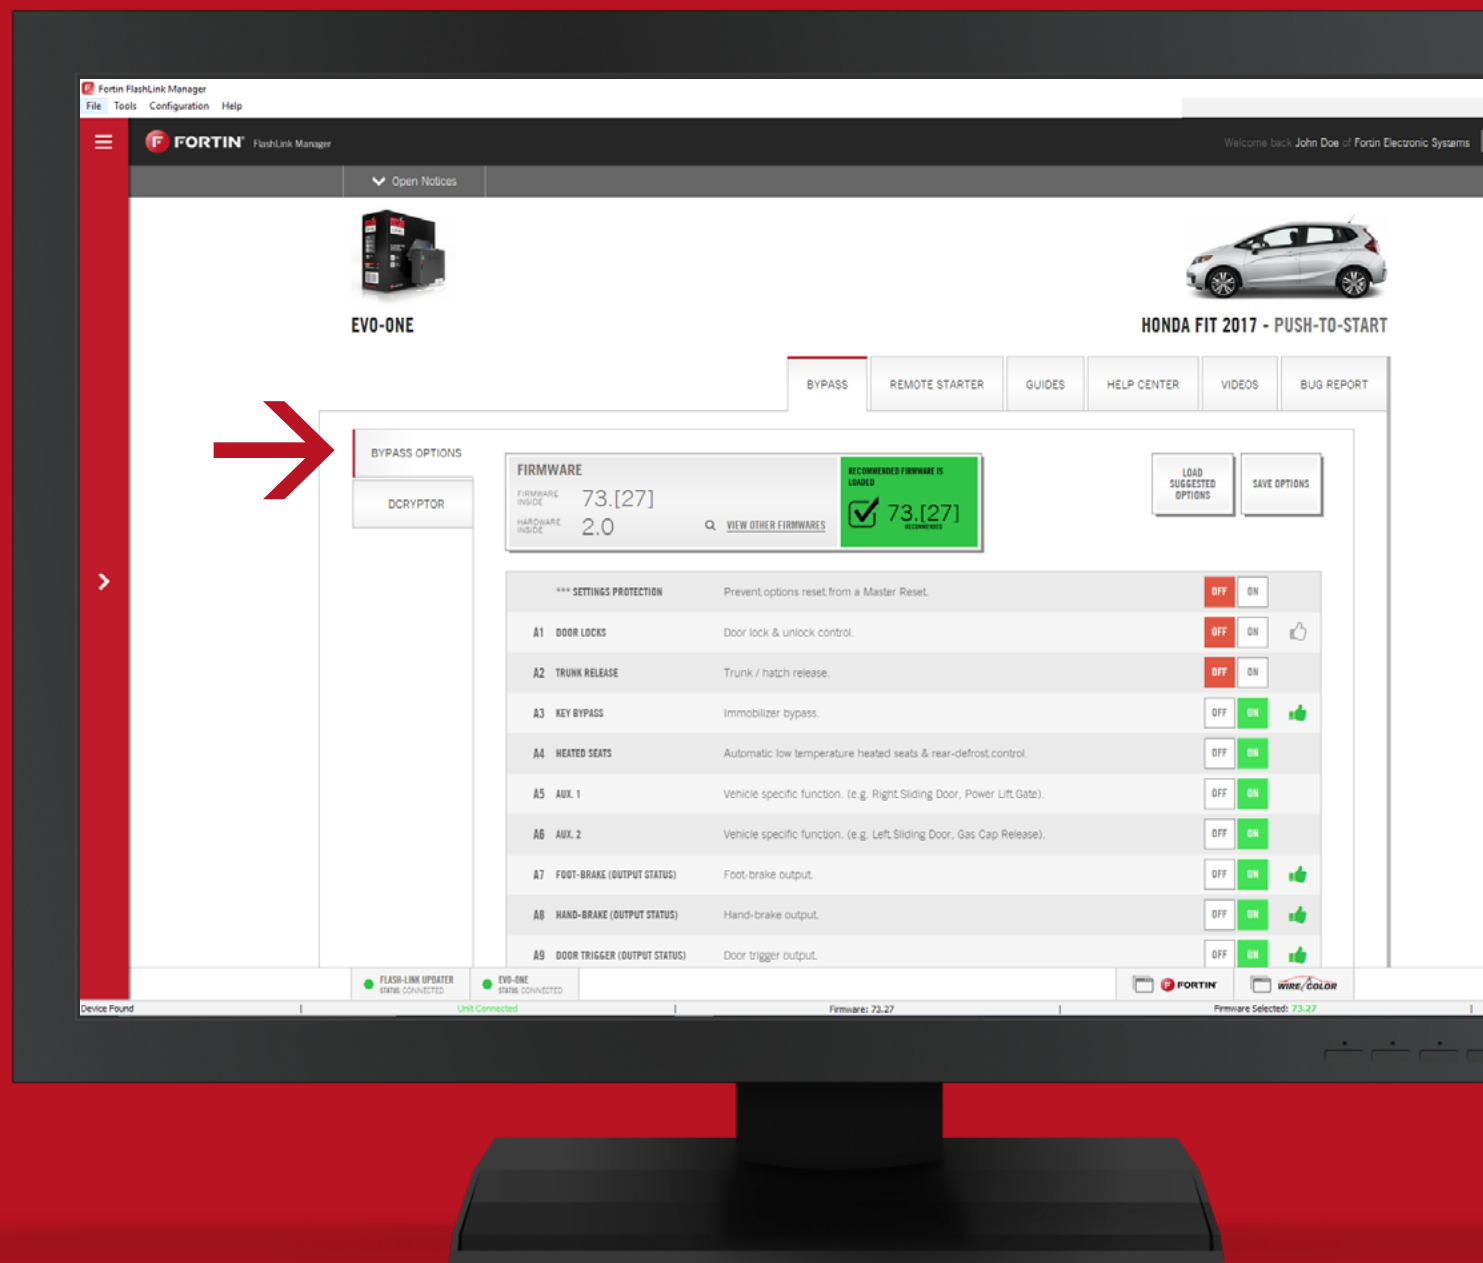 Fortin FlashLink Manager
File Tools Configuration Help
FORTIN FlashLink Manager
Welcome back John Doe of Fortin Electronic Systems
Open Notices
EVO-ONE
HONDA FIT 2017 - PUSH-TO-START
BYPASS REMOTE STARTER GUIDES HELP CENTER VIDEOS BUG REPORT
BYPASS OPTIONS
DCRYPTOR
FIRMWARE
FIRMWARE INSIDE 73.[27]
HARDWARE INSIDE 2.0
VIEW OTHER FIRMWARES
RECOMMENDED FIRMWARE IS
LOADED
73.[27]
RECOMMENDED
LOAD
SUGGESTED
OPTIONS
SAVE OPTIONS
*** SETTINGS PROTECTION Prevent options reset from a Master Reset. OFF ON
A1 DOOR LOCKS Door lock & unlock control. OFF ON
A2 TRUNK RELEASE Trunk / hatch release. OFF ON
A3 KEY BYPASS Immobilizer bypass. OFF ON
A4 HEATED SEATS Automatic low temperature heated seats & rear-defrost control. OFF ON
A5 AUX. 1 Vehicle specific function. (e.g. Right Sliding Door, Power Lift Gate). OFF ON
A6 AUX. 2 Vehicle specific function. (e.g. Left Sliding Door, Gas Cap Release). OFF ON
A7 FOOT-BRAKE (OUTPUT STATUS) Foot-brake output. OFF ON
A8 HAND-BRAKE (OUTPUT STATUS) Hand-brake output. OFF ON
A9 DOOR TRIGGER (OUTPUT STATUS) Door trigger output. OFF ON
FLASH-LINK UPDATER
STATUS: CONNECTED
EVO-ONE
STATUS: CONNECTED
FORTIN
WIRE/COLOR
Device Found Unit Connected Firmware: 73.27 Firmware Selected: 73.27